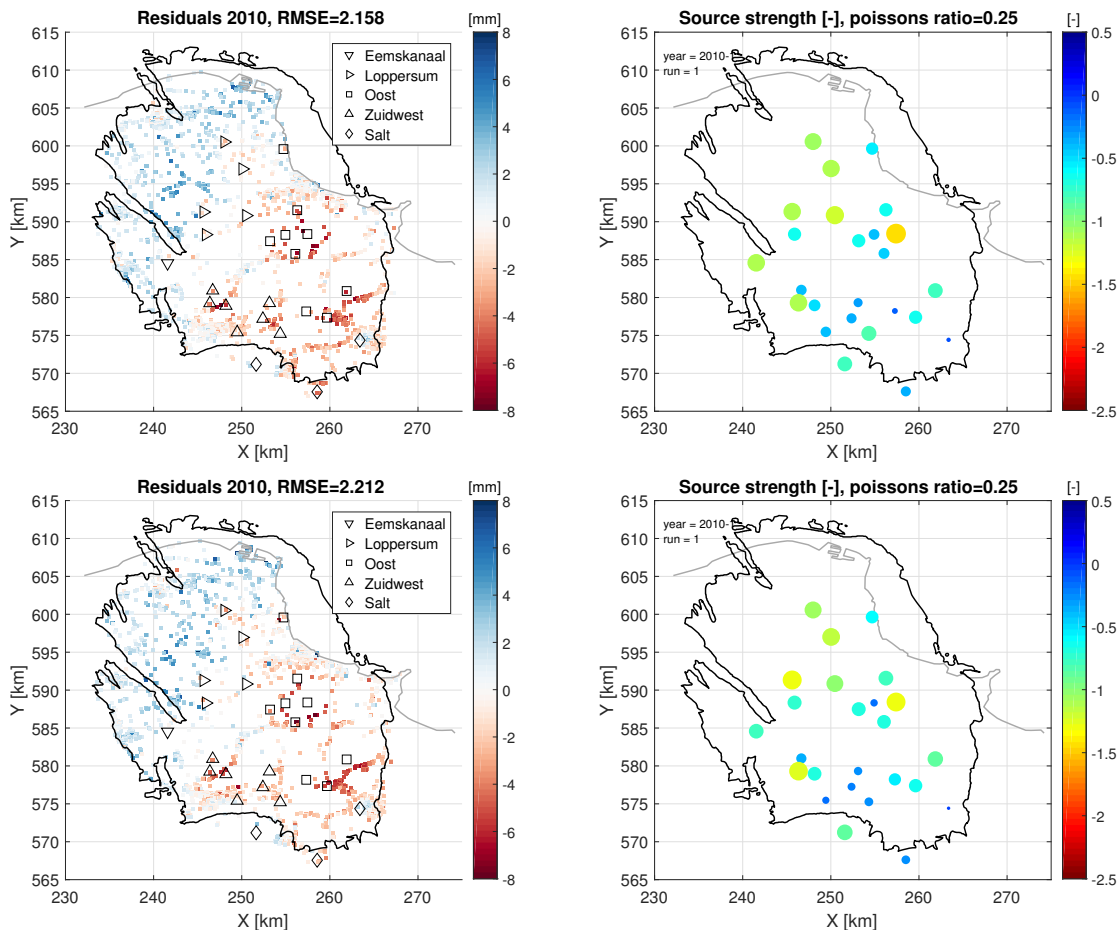 Residuals 2010, RMSE=2.158
[mm]
Eemskanaal
Loppersum
Oost
Zuidwest
Salt
615
610
605
600
595
590
585
580
575
570
565
Y [km]
230 240 250 260 270
X [km]
8
6
4
2
0
-2
-4
-6
-8
Source strength [-], poissons ratio=0.25
[-]
year = 2010-
run = 1
615
610
605
600
595
590
585
580
575
570
565
Y [km]
230 240 250 260 270
X [km]
0.5
0
-0.5
-1
-1.5
-2
-2.5
Residuals 2010, RMSE=2.212
[mm]
Eemskanaal
Loppersum
Oost
Zuidwest
Salt
615
610
605
600
595
590
585
580
575
570
565
Y [km]
230 240 250 260 270
X [km]
8
6
4
2
0
-2
-4
-6
-8
Source strength [-], poissons ratio=0.25
[-]
year = 2010-
run = 1
615
610
605
600
595
590
585
580
575
570
565
Y [km]
230 240 250 260 270
X [km]
0.5
0
-0.5
-1
-1.5
-2
-2.5